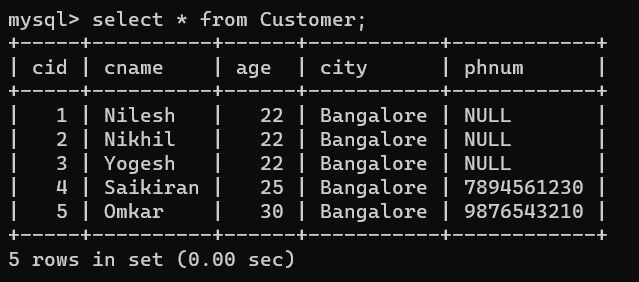 mysql> select * from Customer;
+-----+----------+------+-----------+------------+
| cid | cname    | age  | city      | phnum      |
+-----+----------+------+-----------+------------+
|   1 | Nilesh   |   22 | Bangalore | NULL       |
|   2 | Nikhil   |   22 | Bangalore | NULL       |
|   3 | Yogesh   |   22 | Bangalore | NULL       |
|   4 | Saikiran |   25 | Bangalore | 7894561230 |
|   5 | Omkar    |   30 | Bangalore | 9876543210 |
+-----+----------+------+-----------+------------+
5 rows in set (0.00 sec)